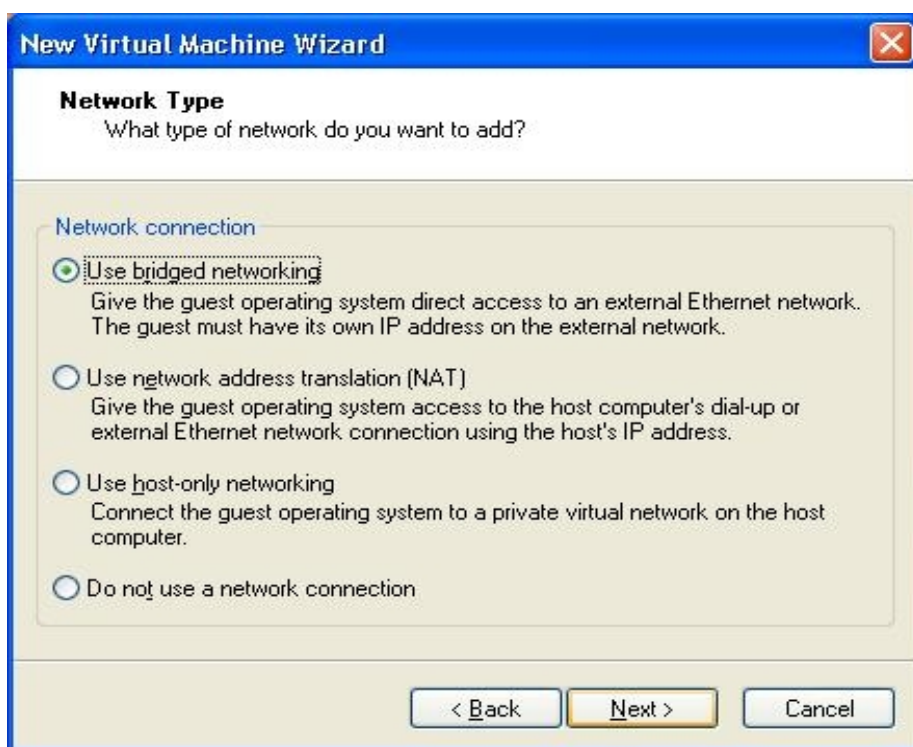 New Virtual Machine Wizard
Network Type
What type of network do you want to add?
Network connection
Use bridged networking
Give the guest operating system direct access to an external Ethernet network.
The guest must have its own IP address on the external network.
Use network address translation (NAT)
Give the guest operating system access to the host computer's dial-up or
external Ethernet network connection using the host's IP address.
Use host-only networking
Connect the guest operating system to a private virtual network on the host
computer.
Do not use a network connection
< Back Next > Cancel